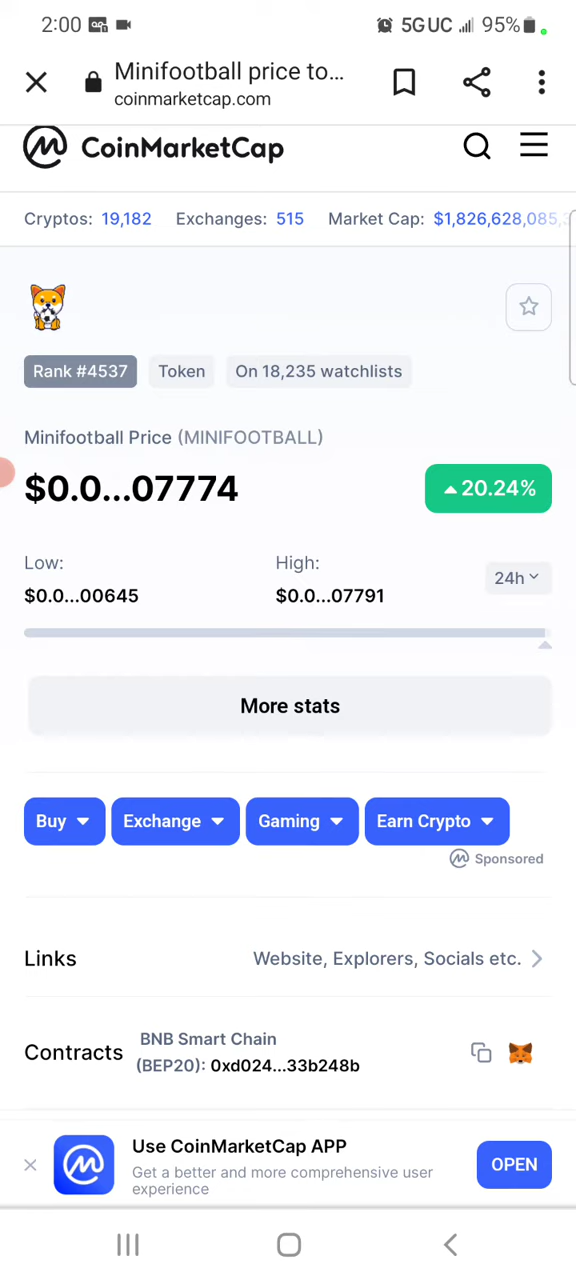 2:00 5G UC 95%
Minifootball price to...
coinmarketcap.com
CoinMarketCap
Cryptos: 19,182 Exchanges: 515 Market Cap: $1,826,628,085,
Rank #4537 Token On 18,235 watchlists
Minifootball Price (MINIFOOTBALL)
$0.0...07774 20.24%
Low: High:
24h
$0.0...00645 $0.0...07791
More stats
Buy Exchange Gaming Earn Crypto
Sponsored
Links Website, Explorers, Socials etc.
BNB Smart Chain
Contracts (BEP20): 0xd024...33b248b
Use CoinMarketCap APP
Get a better and more comprehensive user
experience
OPEN